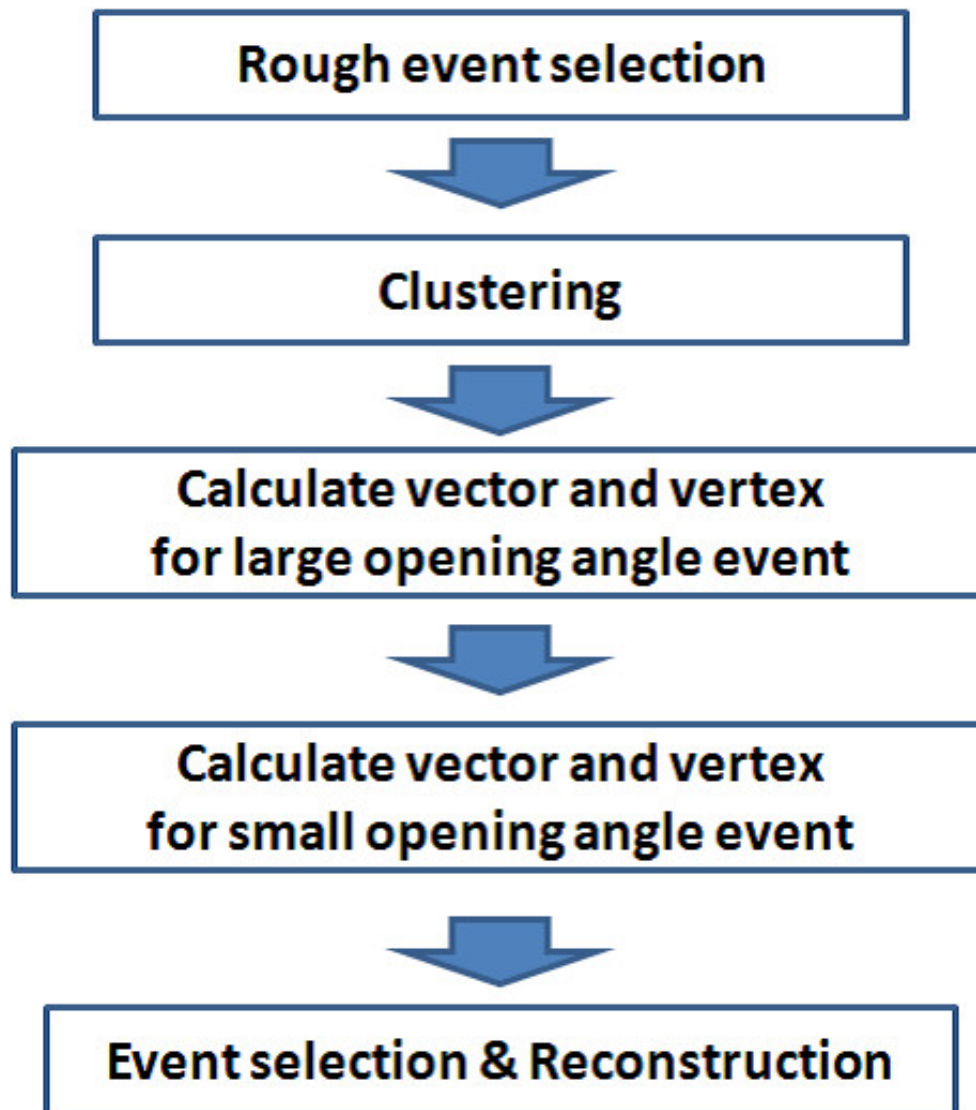 Rough event selection
Clustering
Calculate vector and vertex
for large opening angle event
Calculate vector and vertex
for small opening angle event
Event selection & Reconstruction